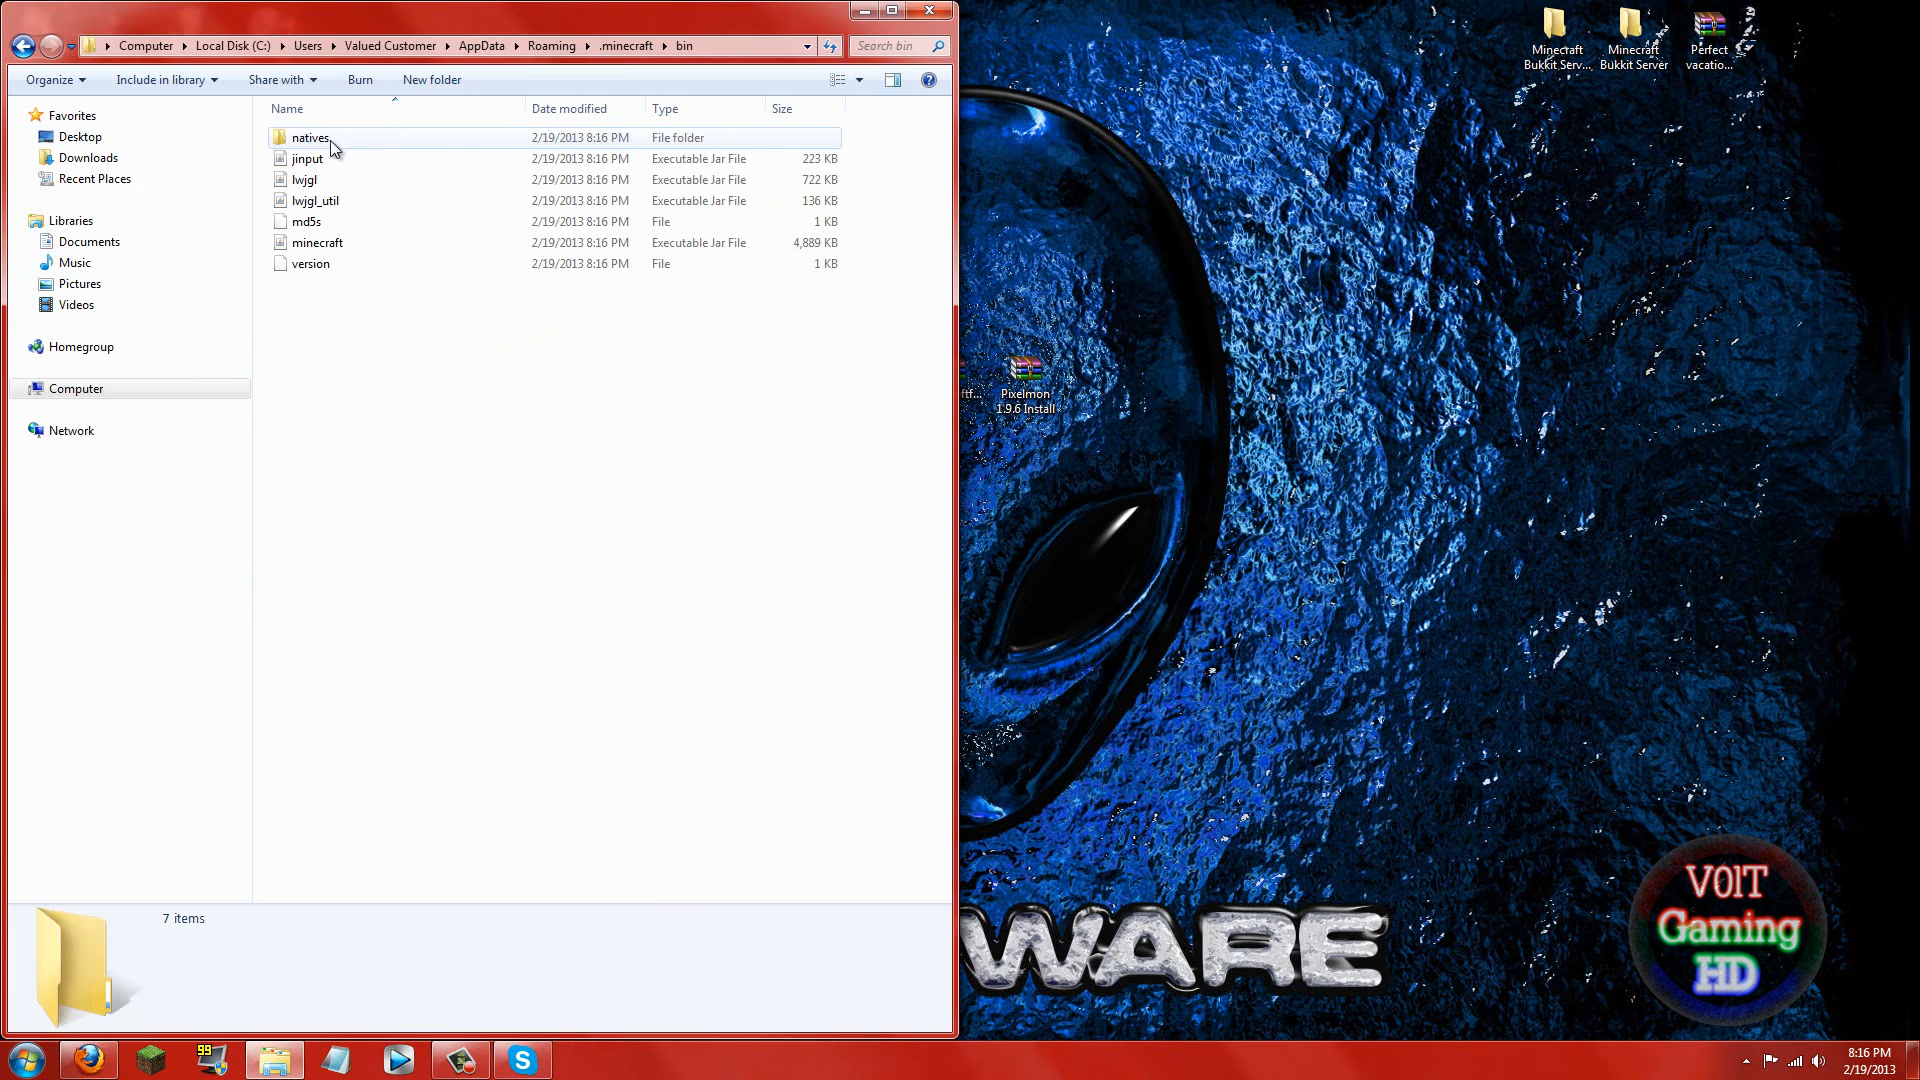 Computer Local Disk (C:) Users Valued Customer AppData Roaming .minecraft bin
Search bin
Organize Include in library Share with Burn New folder
Name Date modified Type Size
natives 2/19/2013 8:16 PM File folder
jinput 2/19/2013 8:16 PM Executable Jar File 223 KB
lwjgl 2/19/2013 8:16 PM Executable Jar File 722 KB
lwjgl_util 2/19/2013 8:16 PM Executable Jar File 136 KB
md5s 2/19/2013 8:16 PM File 1 KB
minecraft 2/19/2013 8:16 PM Executable Jar File 4,889 KB
version 2/19/2013 8:16 PM File 1 KB
Favorites
Desktop
Downloads
Recent Places
Libraries
Documents
Music
Pictures
Videos
Homegroup
Computer
Network
7 items
Minecraft
Bukkit Serv...
Minecraft
Bukkit Server
Perfect
vacatio...
ftf...
Pixelmon
1.9.6 Install
WARE
V0lT
Gaming
HD
99
8:16 PM
2/19/2013